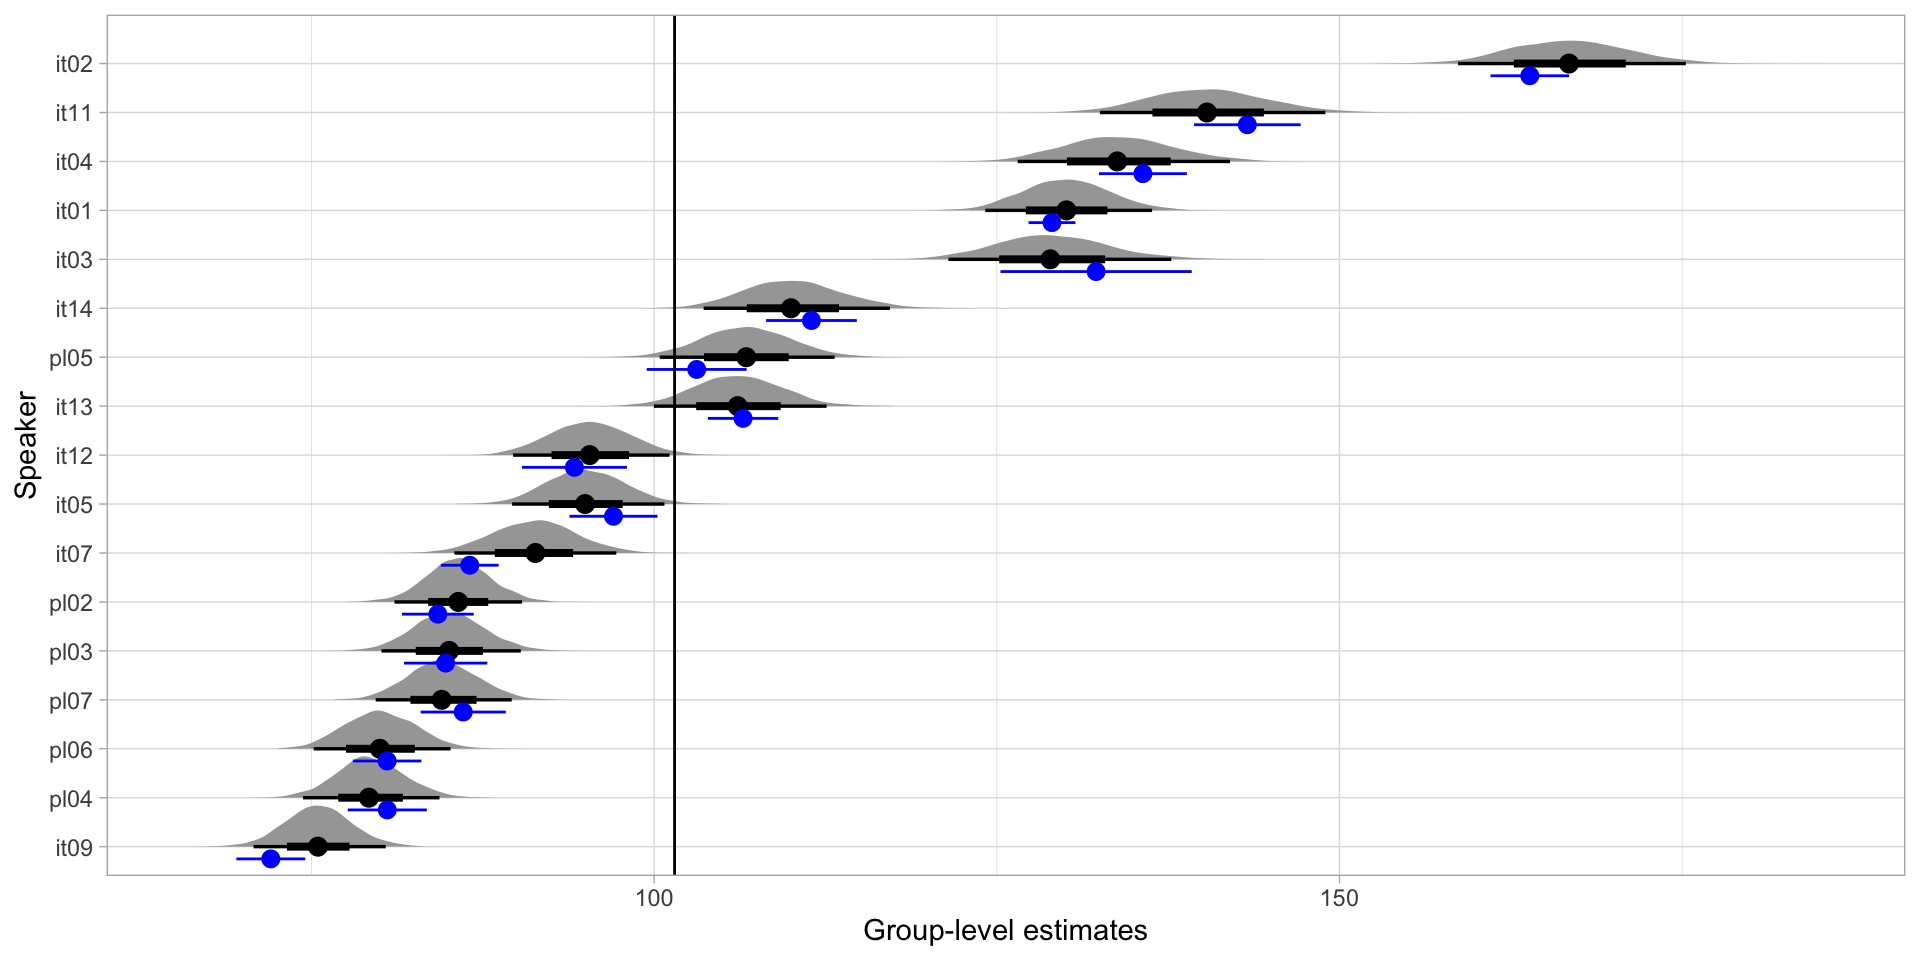 it02
it11
it04
it01
it03
it14
pl05
it13
it12
it05
it07
pl02
pl03
pl07
pl06
pl04
it09
Speaker
100 150
Group-level estimates